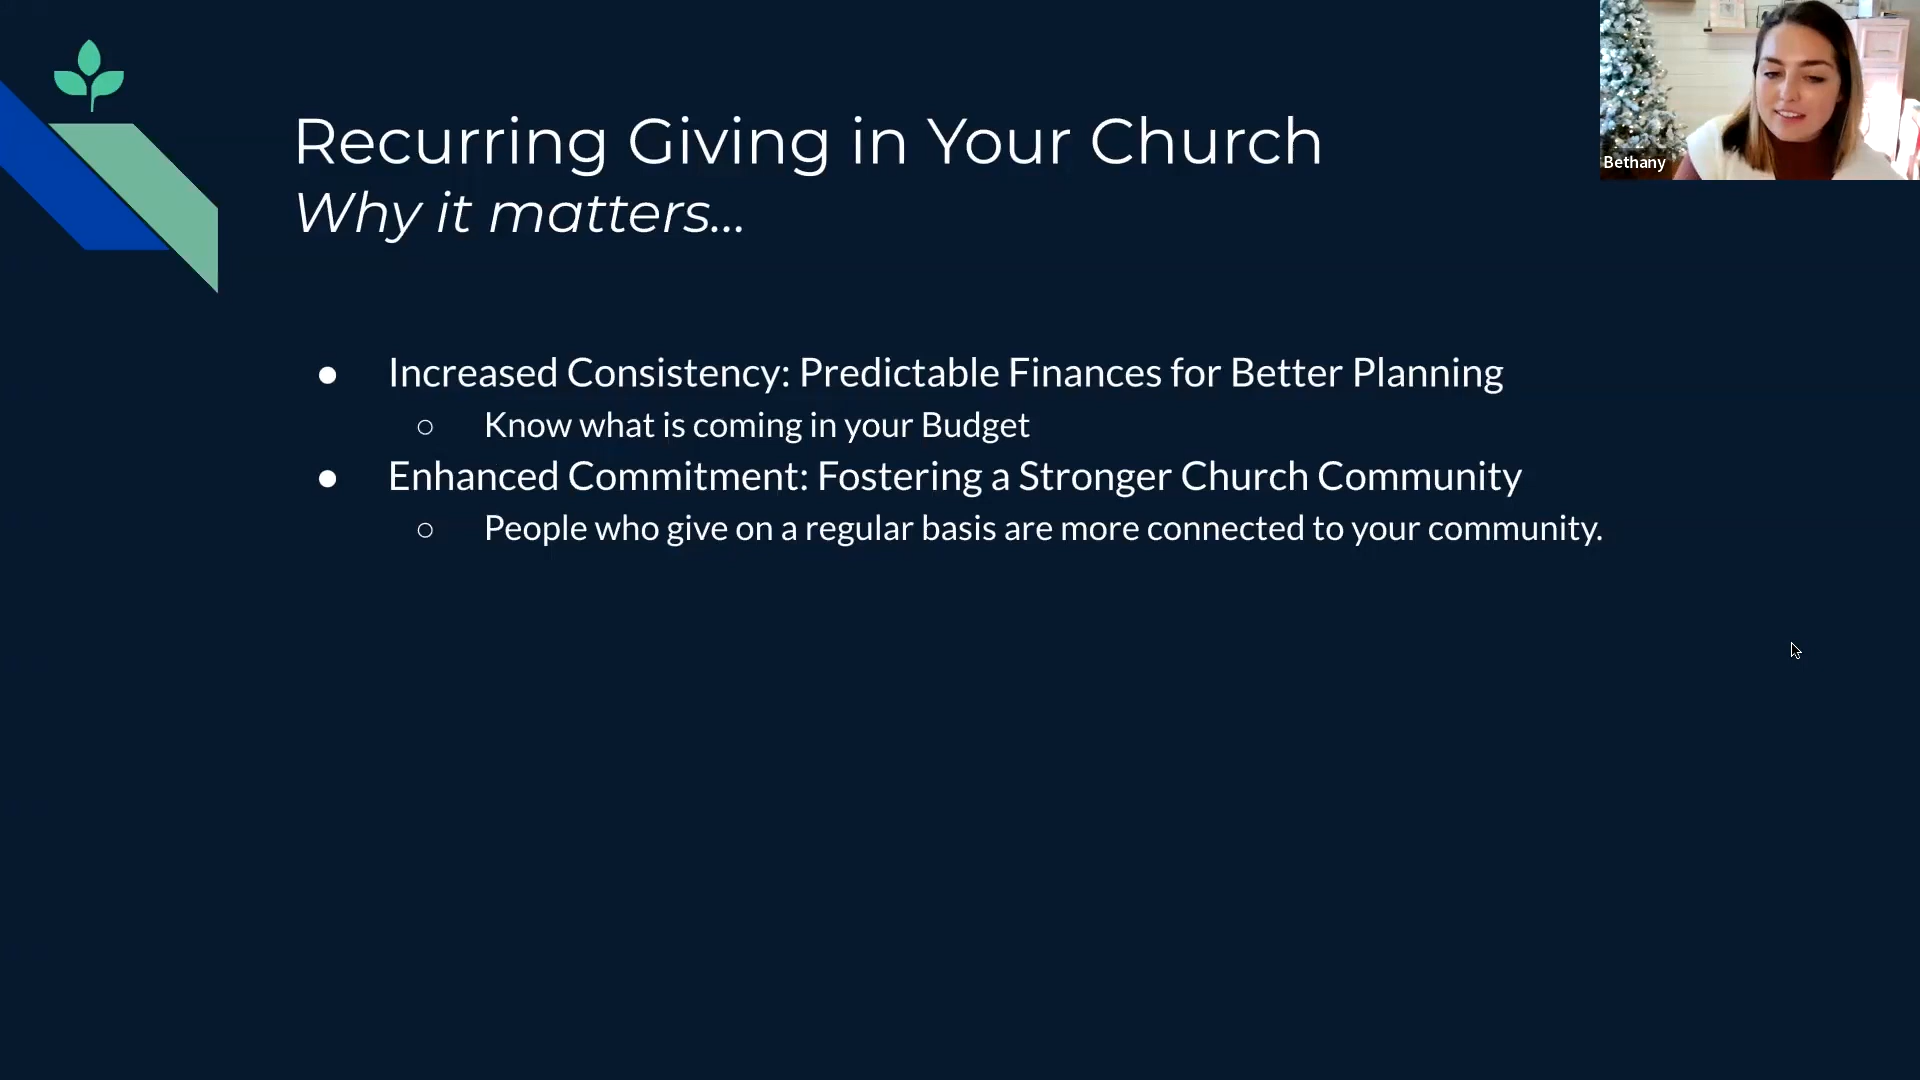 Recurring Giving in Your Church
Why it matters...
● Increased Consistency: Predictable Finances for Better Planning
○ Know what is coming in your Budget
● Enhanced Commitment: Fostering a Stronger Church Community
○ People who give on a regular basis are more connected to your community.
Bethany